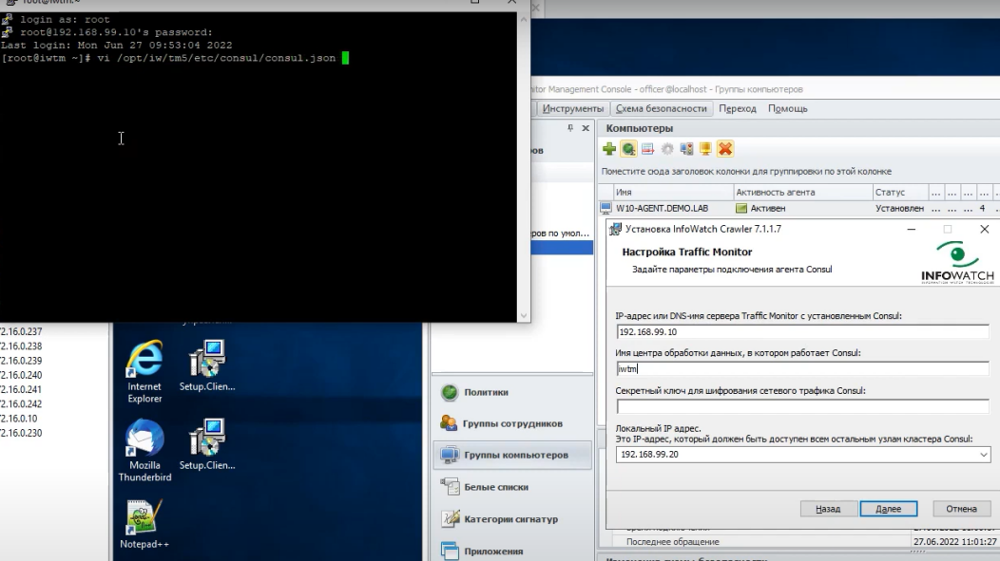 root@iwtm:~
login as: root
root@192.168.99.10's password:
Last login: Mon Jun 27 09:53:04 2022
[root@iwtm ~]# vi /opt/iw/tm5/etc/consul/consul.json
itor Management Console - officer@localhost - Группы компьютеров
Инструменты Схема безопасности Переход Помощь
Компьютеры
ов
Поместите сюда заголовок колонки для группировки по этой колонке
Имя Активность агента Статус ... ... ... ...
W10-AGENT.DEMO.LAB Активен Установлен ... ... ... 4
еров по умол...
Установка InfoWatch Crawler 7.1.1.7
Настройка Traffic Monitor
Задайте параметры подключения агента Consul
INFOWATCH
IP-адрес или DNS-имя сервера Traffic Monitor с установленным Consul:
192.168.99.10
Имя центра обработки данных, в котором работает Consul:
iwtm
Секретный ключ для шифрования сетевого трафика Consul:
Локальный IP адрес.
Это IP-адрес, который должен быть доступен всем остальным узлам кластера Consul:
192.168.99.20
Назад Далее Отмена
Последнее обращение 27.06.2022 11:01:27
2.16.0.237
2.16.0.238
2.16.0.239
2.16.0.240
2.16.0.241
2.16.0.242
2.16.0.10
2.16.0.230
Internet
Explorer
Setup.Clien...
Mozilla
Thunderbird
Setup.Clien...
Notepad++
Политики
Группы сотрудников
Группы компьютеров
Белые списки
Категории сигнатур
Приложения